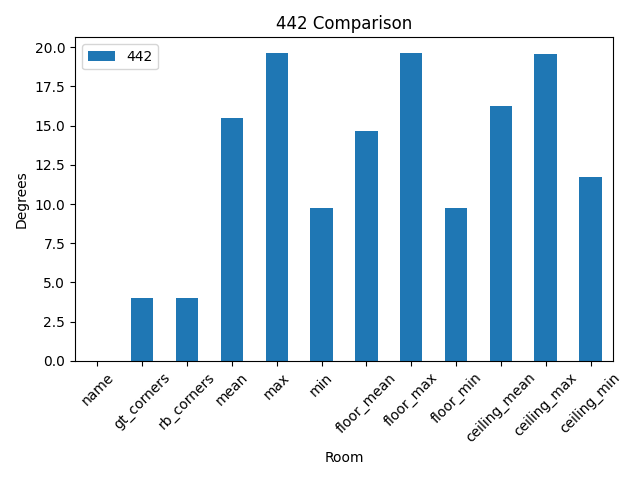 442 Comparison
442
Degrees
20.0
17.5
15.0
12.5
10.0
7.5
5.0
2.5
0.0
name
gt_corners
rb_corners
mean
max
min
floor_mean
floor_max
floor_min
ceiling_mean
ceiling_max
ceiling_min
Room